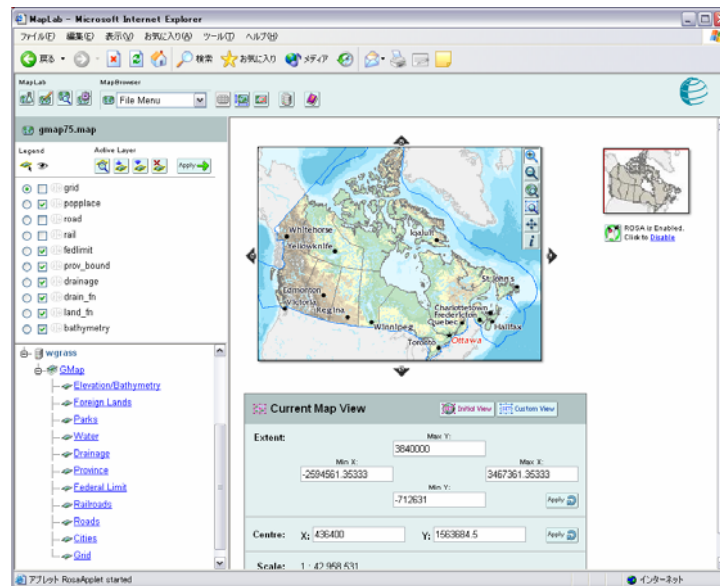 MapLab - Microsoft Internet Explorer
ファイル(F) 編集(E) 表示(V) お気に入り(A) ツール(T) ヘルプ(H)
戻る 検索 お気に入り メディア
MapLab MapBrowser
File Menu
gmap75.map
Legend Active Layer
Apply
grid
popplace
road
rail
fedlimit
prov_bound
drainage
drain_fn
land_fn
bathymetry
wgrass
GMap
Elevation/Bathymetry
Foreign Lands
Parks
Water
Drainage
Province
Federal Limit
Railroads
Roads
Cities
Grid
Whitehorse
Yellowknife
Iqaluit
Edmonton
Victoria
Regina
Winnipeg
St. John's
Charlottetown
Fredericton
Quebec
Halifax
Ottawa
Toronto
ROSA is Enabled.
Click to Disable
Current Map View Initial View Custom View
Extent:
Max Y:
3840000
Min X: Max X:
-2594561.35333 3467361.35333
Min Y:
-712631 Apply
Centre: X: 436400 Y: 1563684.5 Apply
Scale: 1 : 42,958,531
アプレット RosaApplet started インターネット